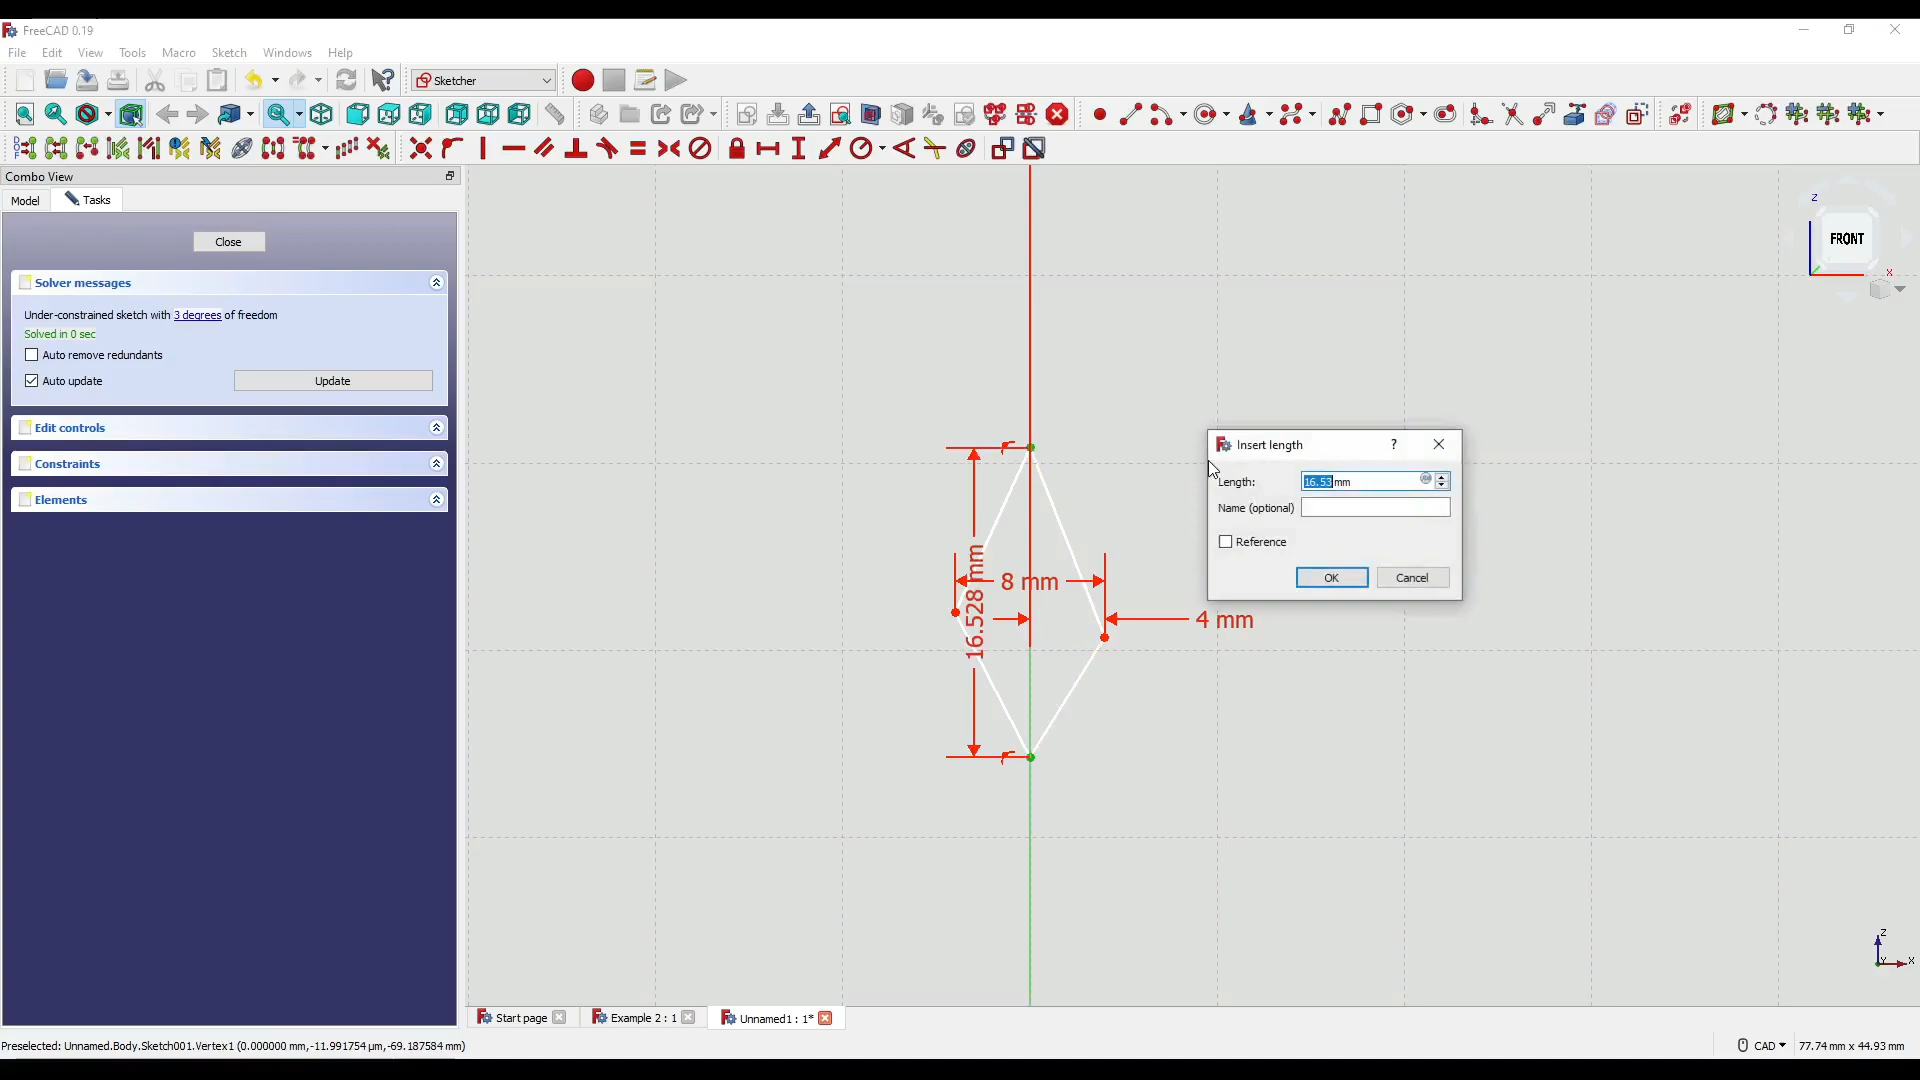 FreeCAD 0.19
File Edit View Tools Macro Sketch Windows Help
Sketcher
Combo View
Model Tasks
Close
Solver messages
Under-constrained sketch with 3 degrees of freedom
Solved in 0 sec
Auto remove redundants
Auto update Update
Edit controls
Constraints
Elements
Z
FRONT
X
Insert length ?
Length: 16.53 mm
Name (optional)
Reference
OK Cancel
16.528 mm
8 mm
4 mm
Z
Y X
Start page Example 2 : 1 Unnamed1 : 1*
Preselected: Unnamed.Body.Sketch001.Vertex1 (0.000000 mm,-11.991754 µm,-69.187584 mm) CAD 77.74 mm x 44.93 mm